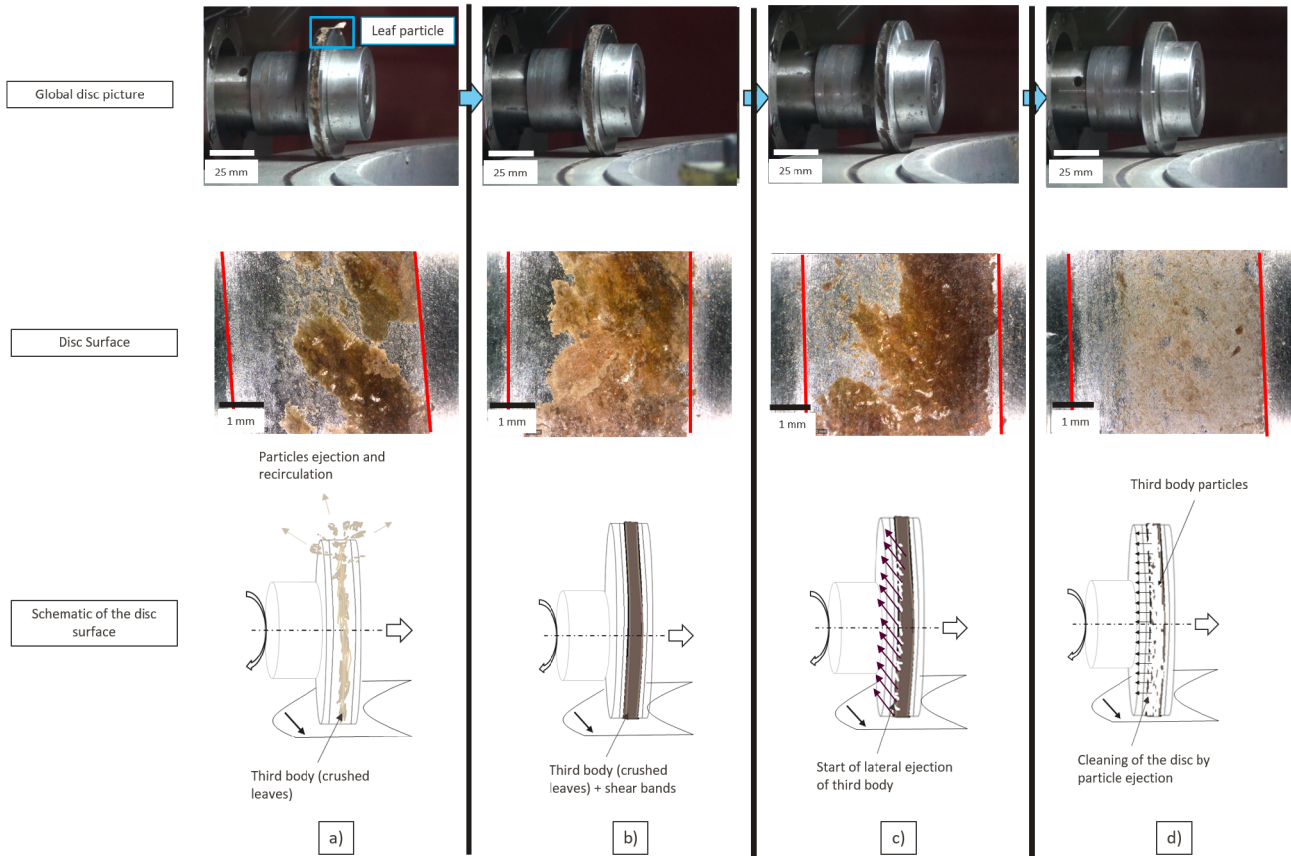 Leaf particle
Global disc picture
25 mm
25 mm
25 mm
25 mm
Disc Surface
1 mm
1 mm
1 mm
1 mm
Particles ejection and
recirculation
Third body particles
Schematic of the disc
surface
Third body (crushed
leaves)
Third body (crushed
leaves) + shear bands
Start of lateral ejection
of third body
Cleaning of the disc by
particle ejection
a)
b)
c)
d)